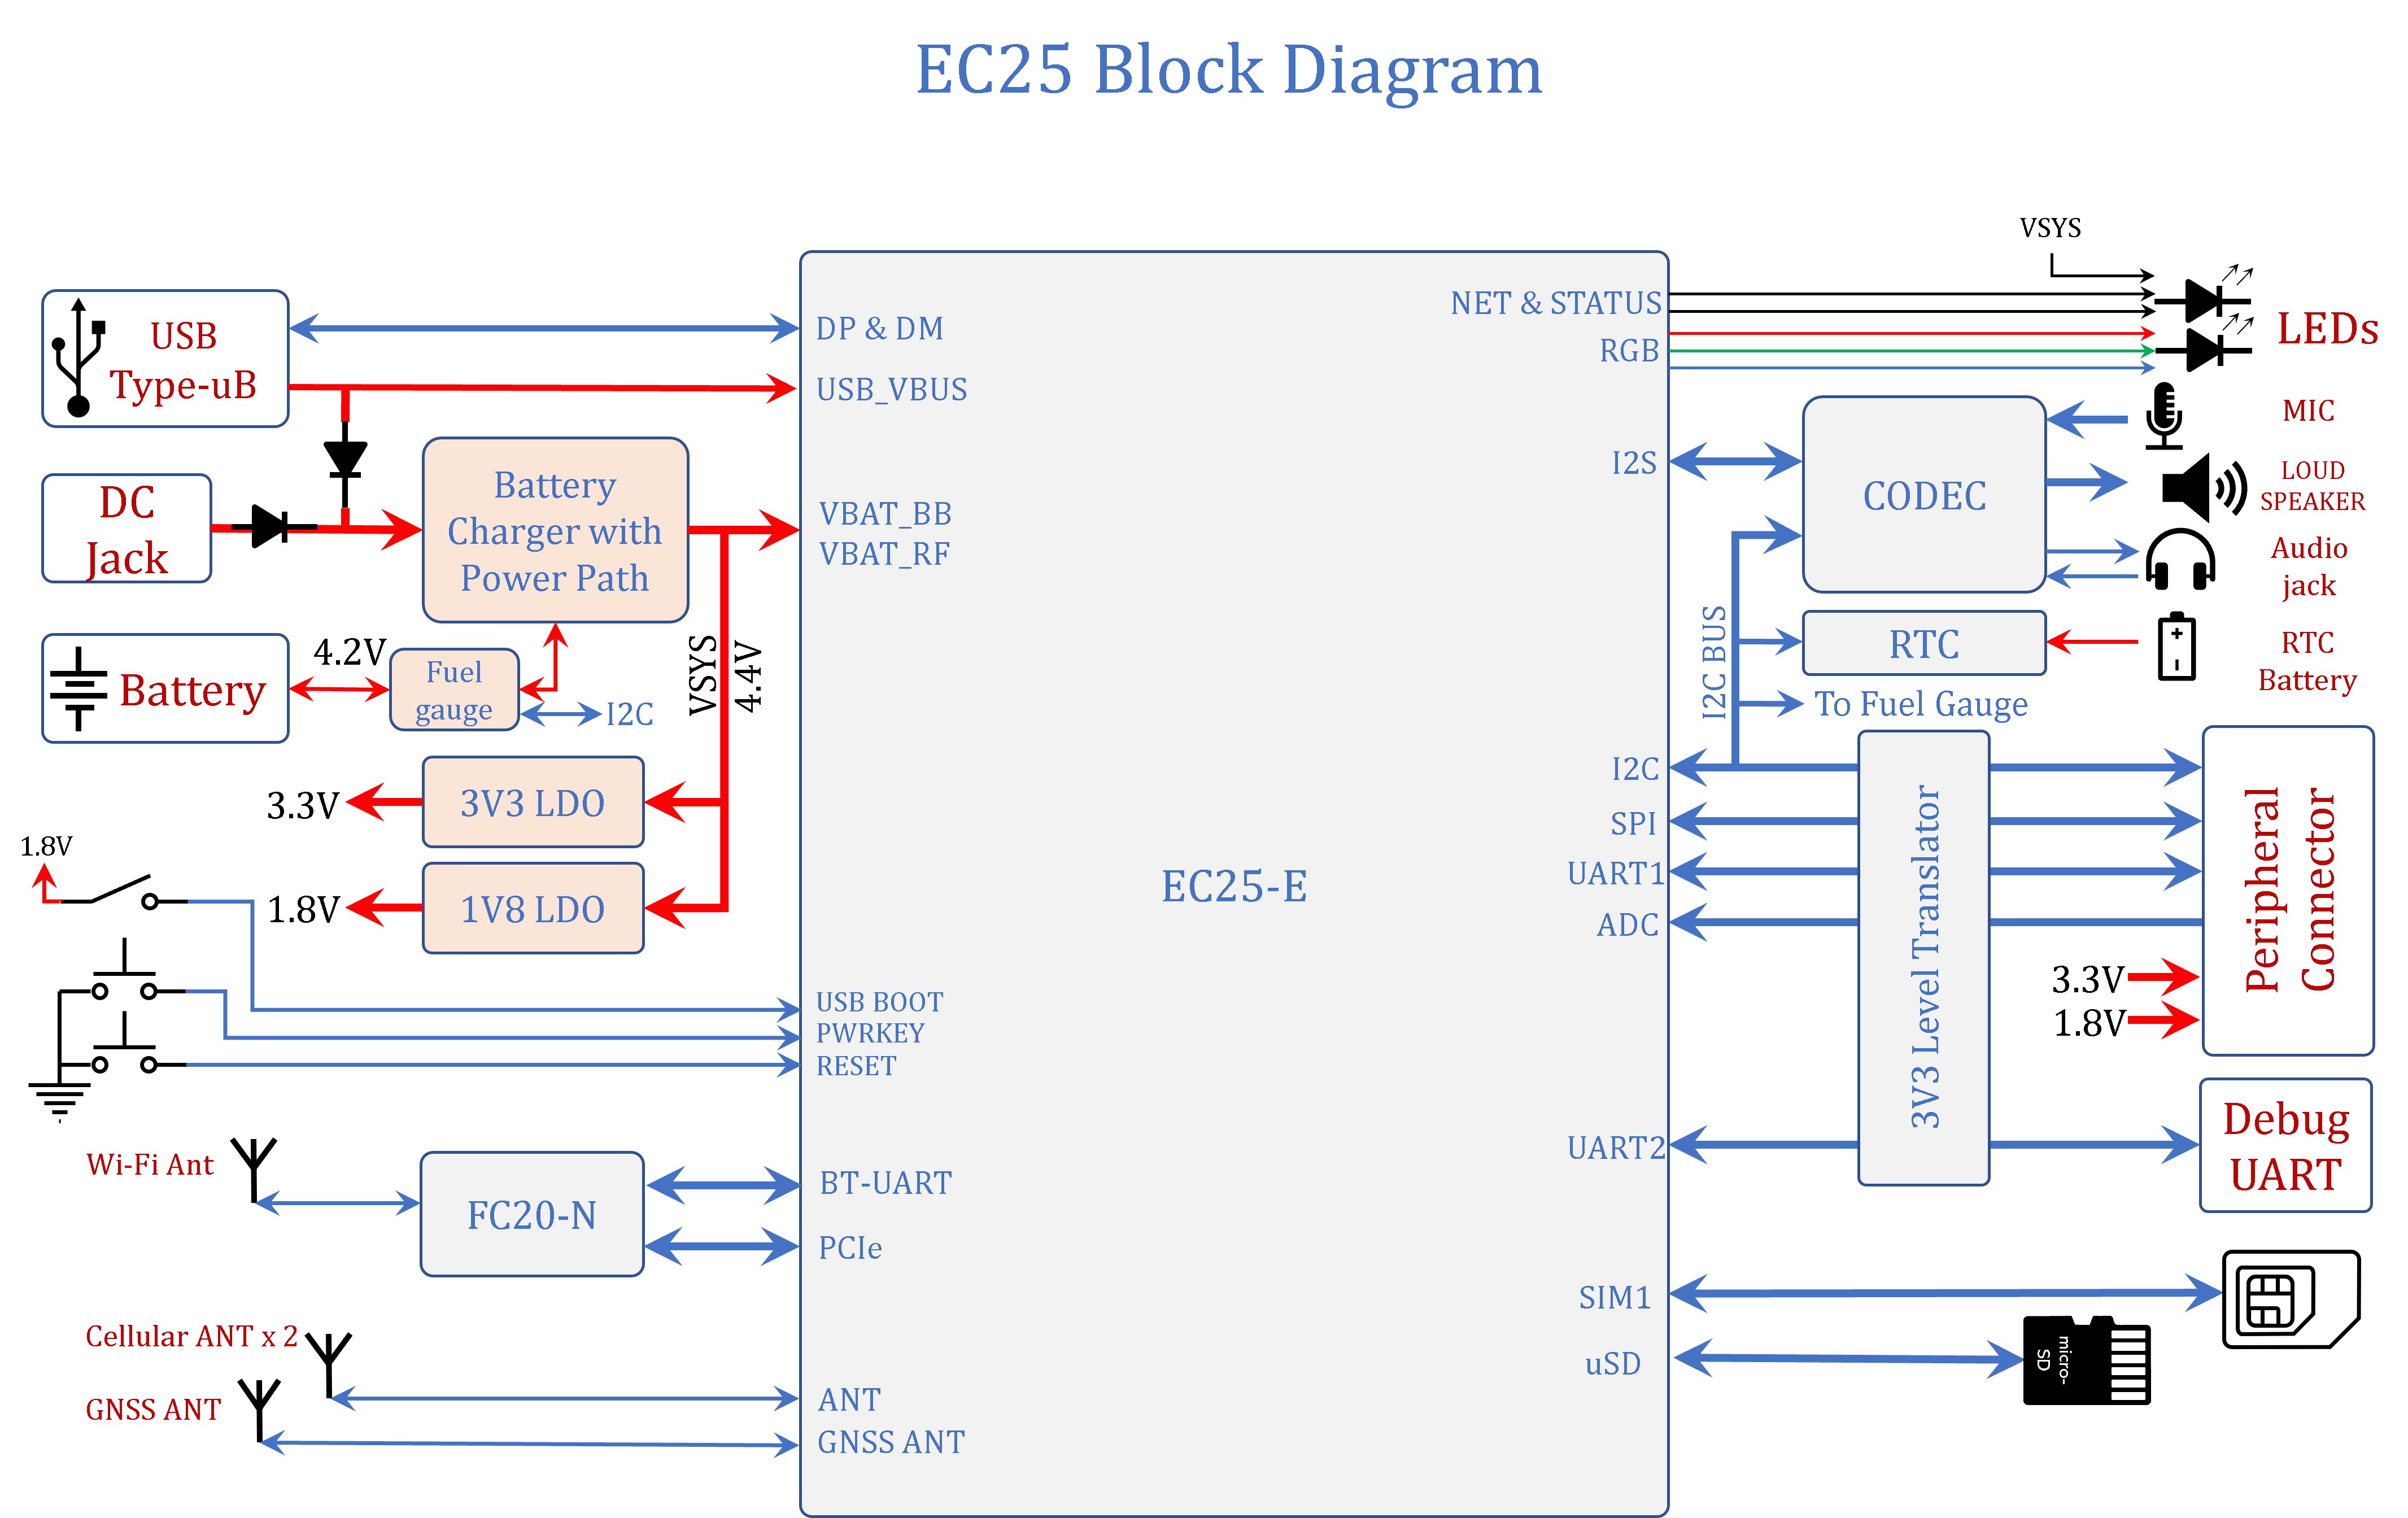 EC25 Block Diagram
VSYS
USB
Type-uB
DP & DM
USB_VBUS
NET & STATUS
RGB
LEDs
DC
Jack
Battery
Charger with
Power Path
VBAT_BB
VBAT_RF
I2S
CODEC
MIC
LOUD
SPEAKER
Audio
jack
Battery
4.2V
Fuel
gauge
I2C
VSYS
4.4V
I2C BUS
RTC
RTC
Battery
To Fuel Gauge
3V3 LDO
3.3V
1V8 LDO
1.8V
1.8V
EC25-E
I2C
SPI
UART1
ADC
3V3 Level Translator
Peripheral
Connector
3.3V
1.8V
USB BOOT
PWRKEY
RESET
UART2
Debug
UART
Wi-Fi Ant
FC20-N
BT-UART
PCIe
SIM1
uSD
micro-
SD
Cellular ANT x 2
GNSS ANT
ANT
GNSS ANT